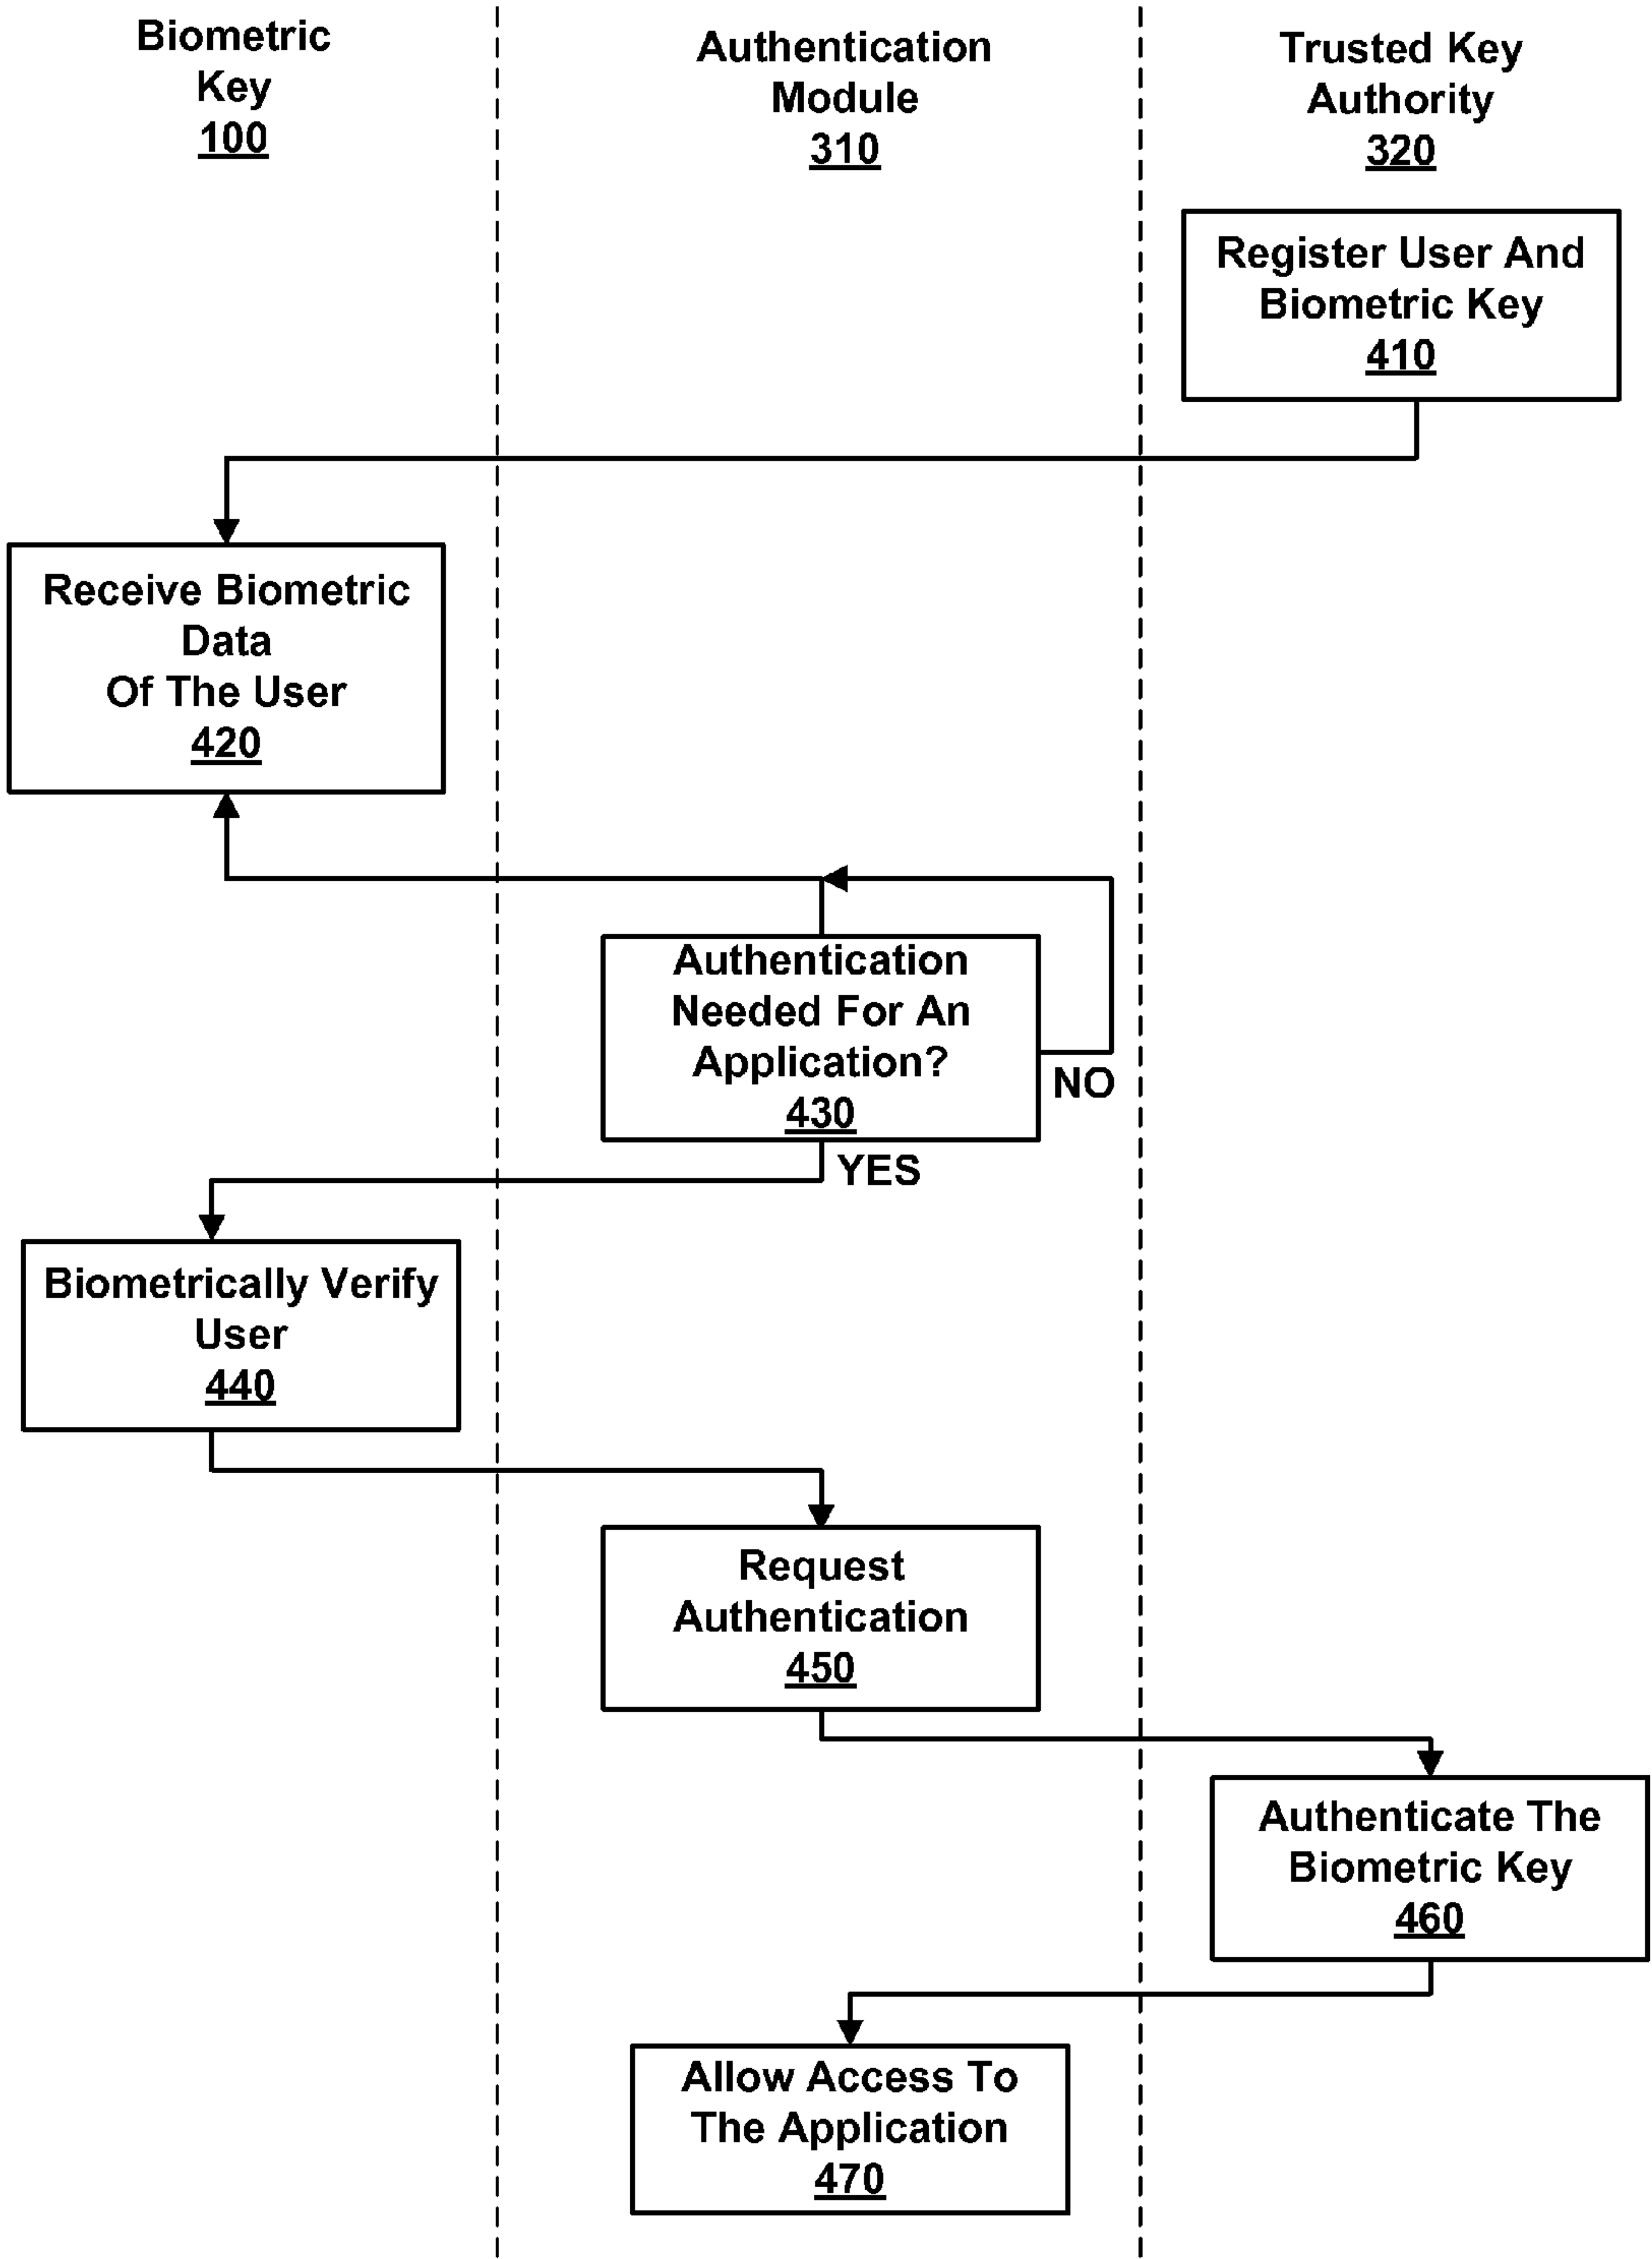 Biometric
Key
100
Authentication
Module
310
Trusted Key
Authority
320
Register User And
Biometric Key
410
Receive Biometric
Data
Of The User
420
Authentication
Needed For An
Application?
430
NO
YES
Biometrically Verify
User
440
Request
Authentication
450
Authenticate The
Biometric Key
460
Allow Access To
The Application
470